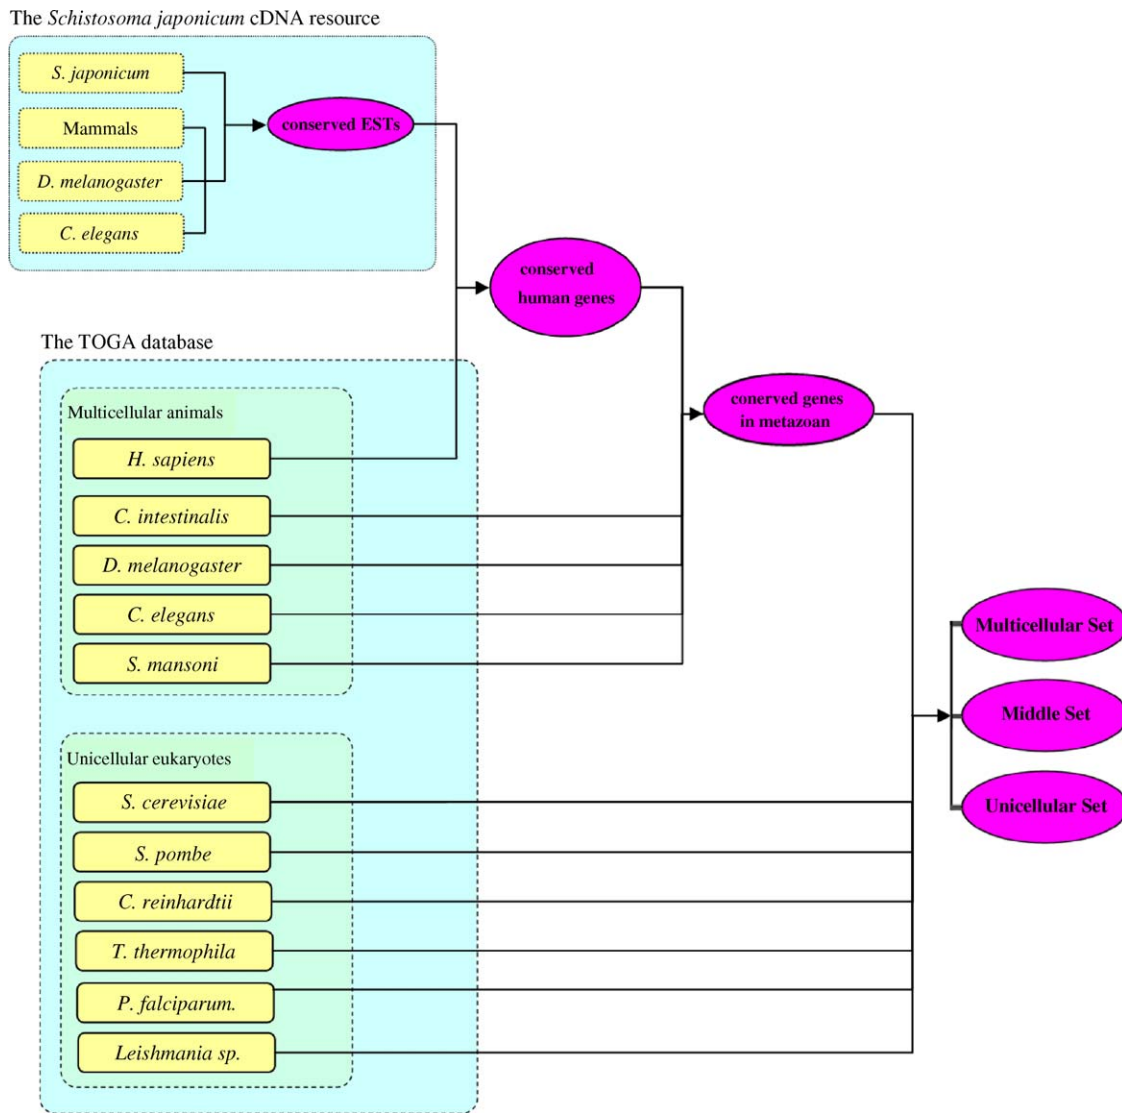 The Schistosoma japonicum cDNA resource
S. japonicum
Mammals
D. melanogaster
C. elegans
conserved ESTs
conserved
human genes
The TOGA database
Multicellular animals
H. sapiens
C. intestinalis
D. melanogaster
C. elegans
S. mansoni
conerved genes
in metazoan
Unicellular eukaryotes
S. cerevisiae
S. pombe
C. reinhardtii
T. thermophila
P. falciparum.
Leishmania sp.
Multicellular Set
Middle Set
Unicellular Set